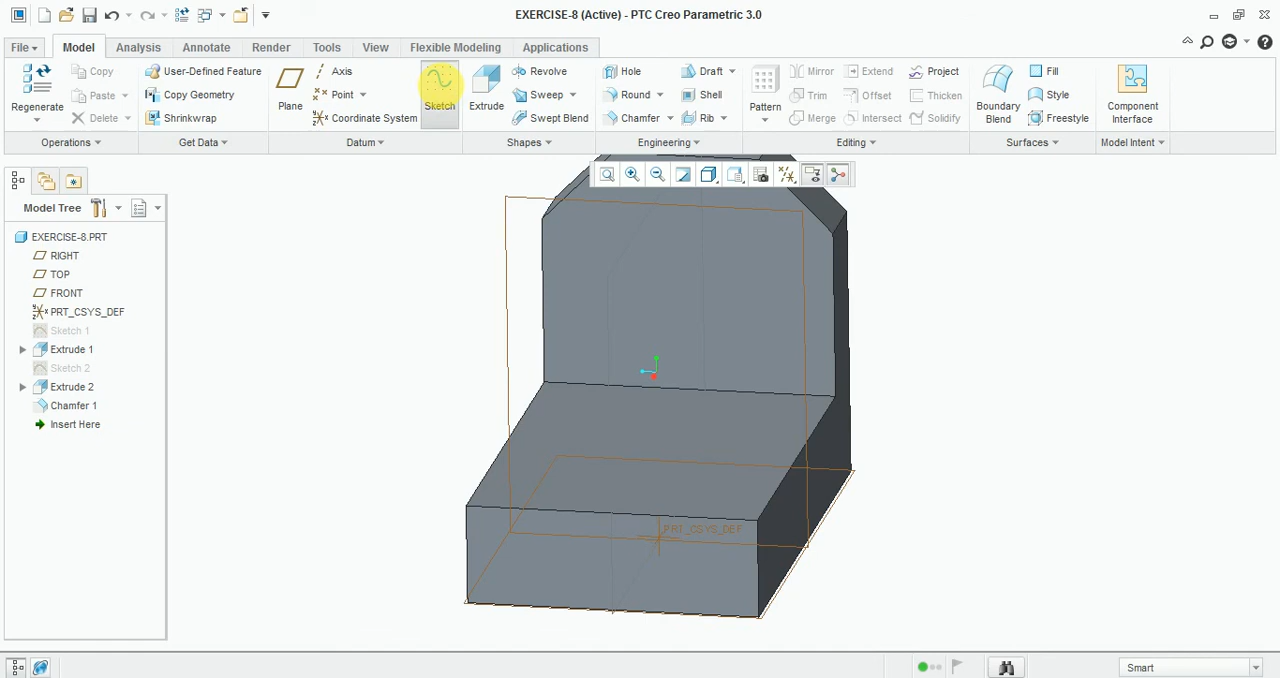 EXERCISE-8 (Active) - PTC Creo Parametric 3.0
File Model Analysis Annotate Render Tools View Flexible Modeling Applications
Regenerate
Copy
Paste
Delete
Operations
User-Defined Feature
Copy Geometry
Shrinkwrap
Get Data
Plane
Axis
Point
Coordinate System
Datum
Sketch
Extrude
Revolve
Sweep
Swept Blend
Shapes
Hole
Round
Chamfer
Draft
Shell
Rib
Engineering
Pattern
Mirror
Trim
Merge
Extend
Offset
Intersect
Project
Thicken
Solidify
Editing
Boundary
Blend
Fill
Style
Freestyle
Surfaces
Component
Interface
Model Intent
Model Tree
EXERCISE-8.PRT
RIGHT
TOP
FRONT
PRT_CSYS_DEF
Sketch 1
Extrude 1
Sketch 2
Extrude 2
Chamfer 1
Insert Here
PRT_CSYS_DEF
Smart